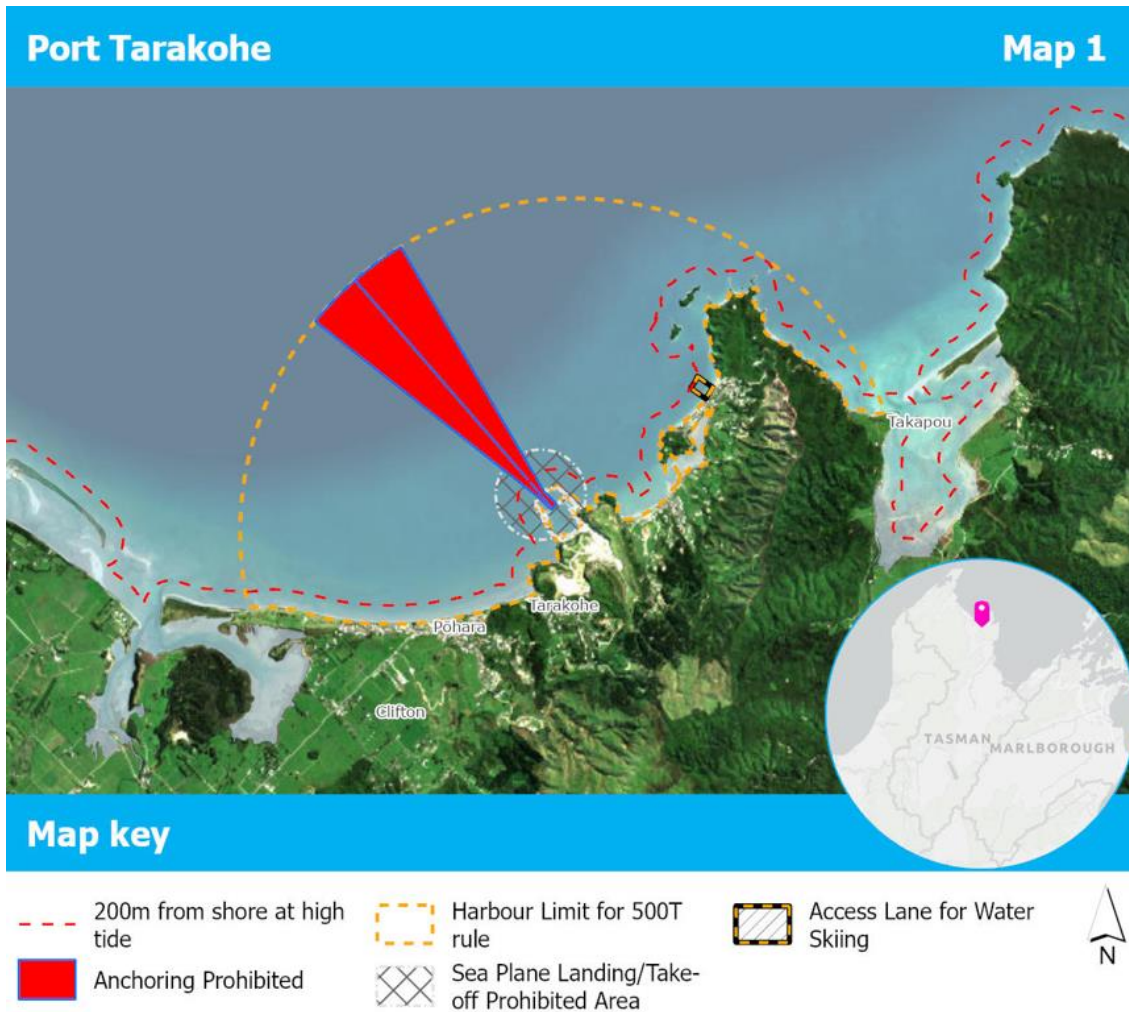 Port Tarakohe
Map 1
Takapou
Tarakohe
Pōhara
Clifton
TASMAN
MARLBOROUGH
Map key
200m from shore at high
tide
Harbour Limit for 500T
rule
Access Lane for Water
Skiing
Anchoring Prohibited
Sea Plane Landing/Take-
off Prohibited Area
N